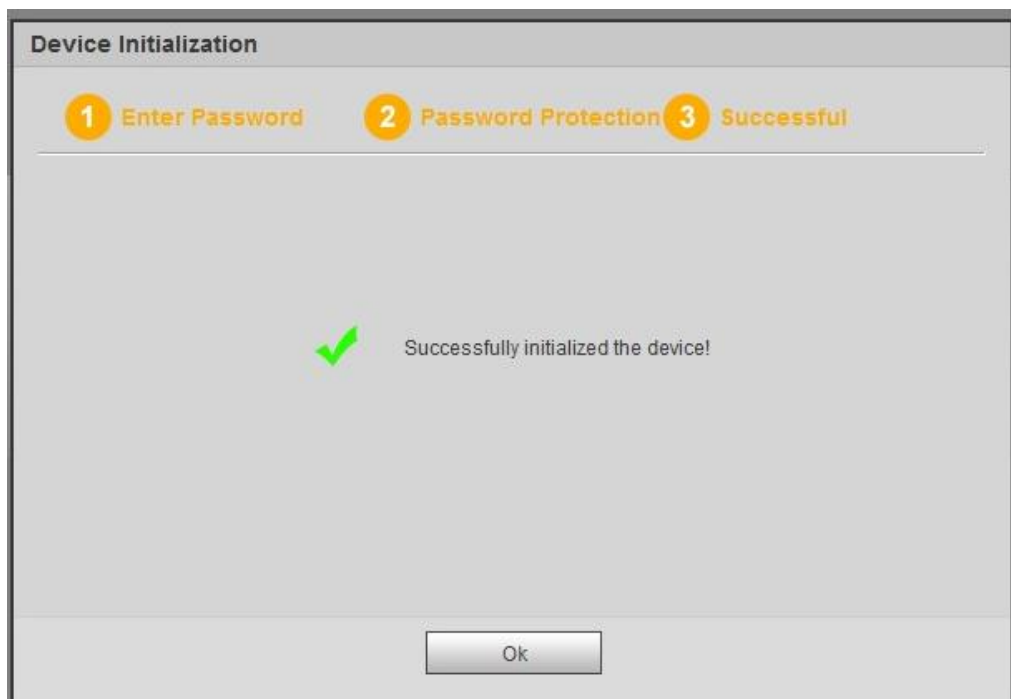 Device Initialization
1 Enter Password 2 Password Protection 3 Successful
Successfully initialized the device!
Ok